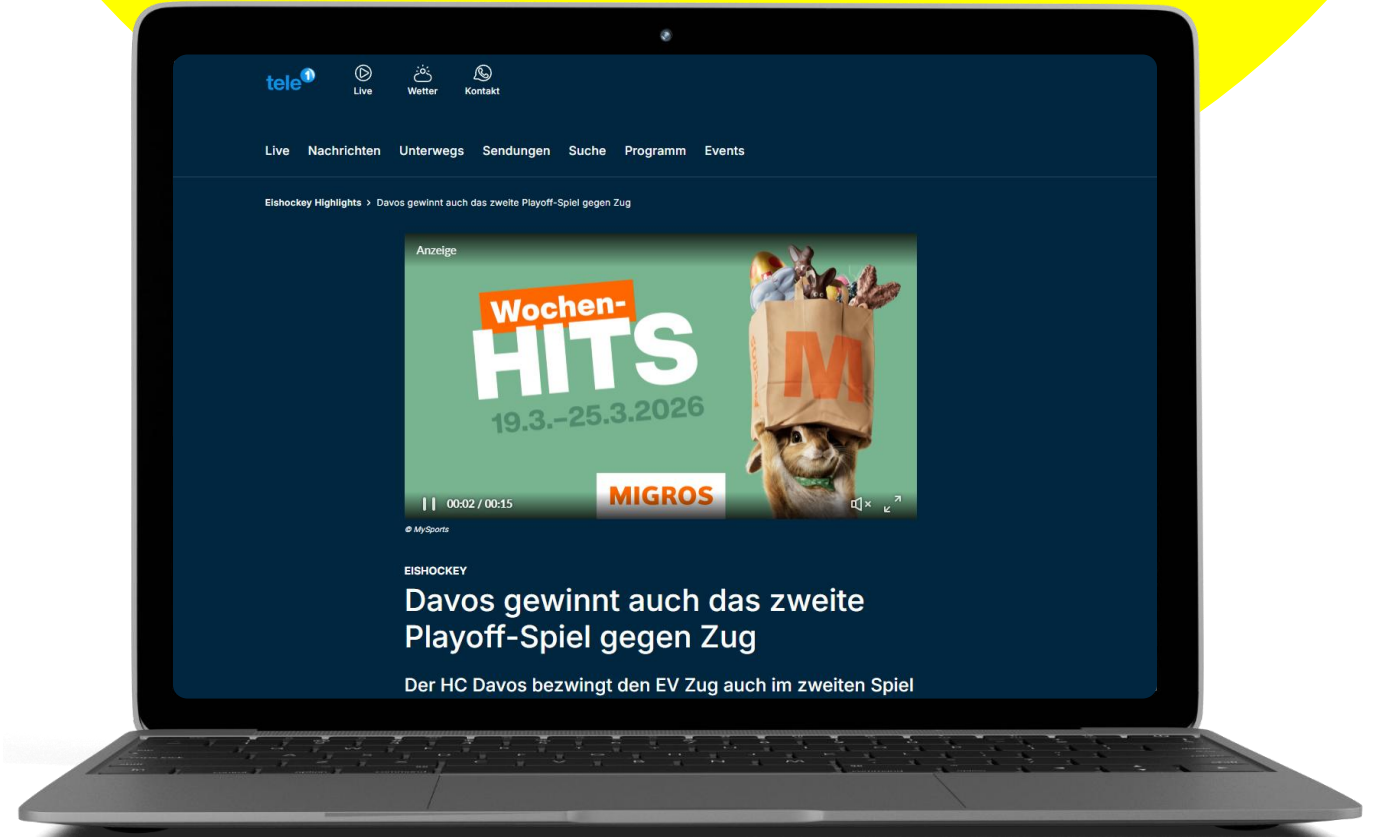 tele1
Live
Wetter
Kontakt
Live Nachrichten Unterwegs Sendungen Suche Programm Events
Eishockey Highlights > Davos gewinnt auch das zweite Playoff-Spiel gegen Zug
Anzeige
Wochen-
HITS
19.3.–25.3.2026
M
MIGROS
00:02 / 00:15
© MySports
EISHOCKEY
Davos gewinnt auch das zweite
Playoff-Spiel gegen Zug
Der HC Davos bezwingt den EV Zug auch im zweiten Spiel